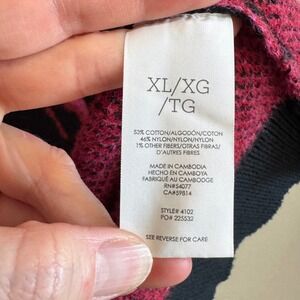 XL/XG
/TG
53% COTTON/ALGODÓN/COTON
46% NYLON/NYLON/NYLON
1% OTHER FIBERS/OTRAS FIBRAS/
D'AUTRES FIBRES
MADE IN CAMBODIA
HECHO EN CAMBOYA
FABRIQUÉ AU CAMBODGE
RN#54077
CA#59814
STYLE# 4102
PO# 225532
SEE REVERSE FOR CARE